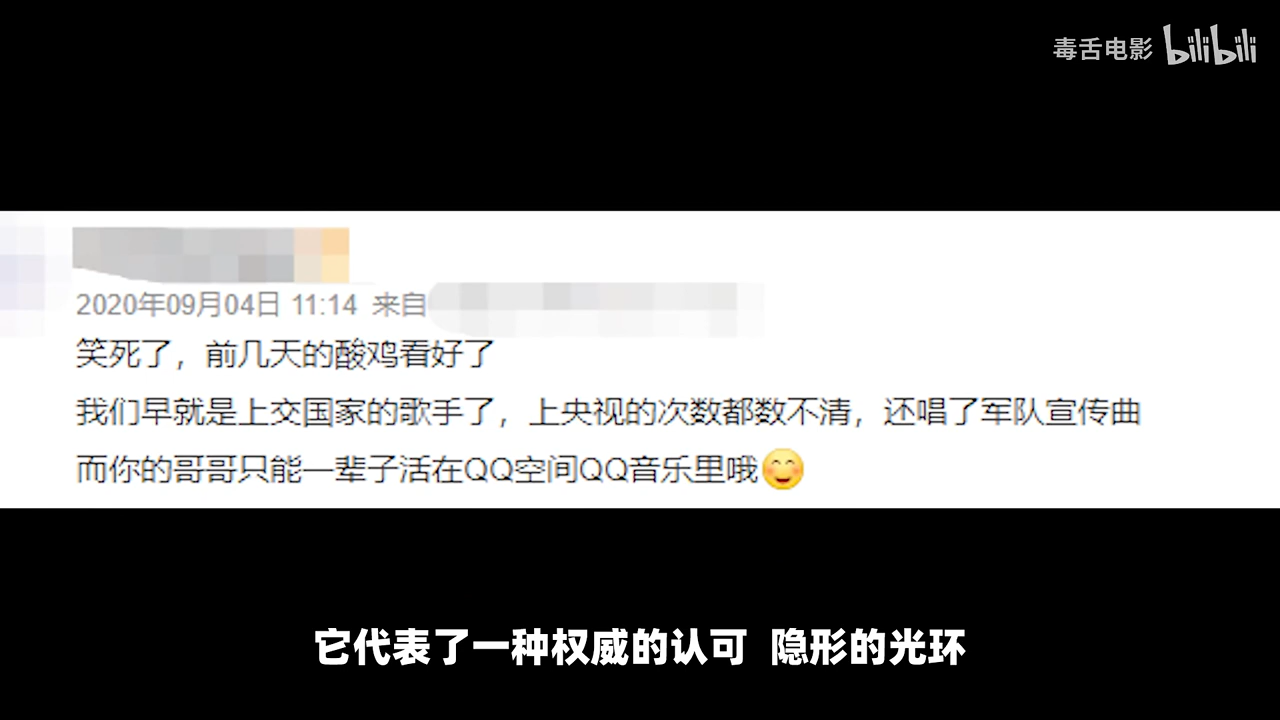 毒舌电影 bilibili
2020年09月04日 11:14 来自
笑死了，前几天的酸鸡看好了
我们早就是上交国家的歌手了，上央视的次数都数不清，还唱了军队宣传曲
而你的哥哥只能一辈子活在QQ空间QQ音乐里哦😊
它代表了一种权威的认可 隐形的光环